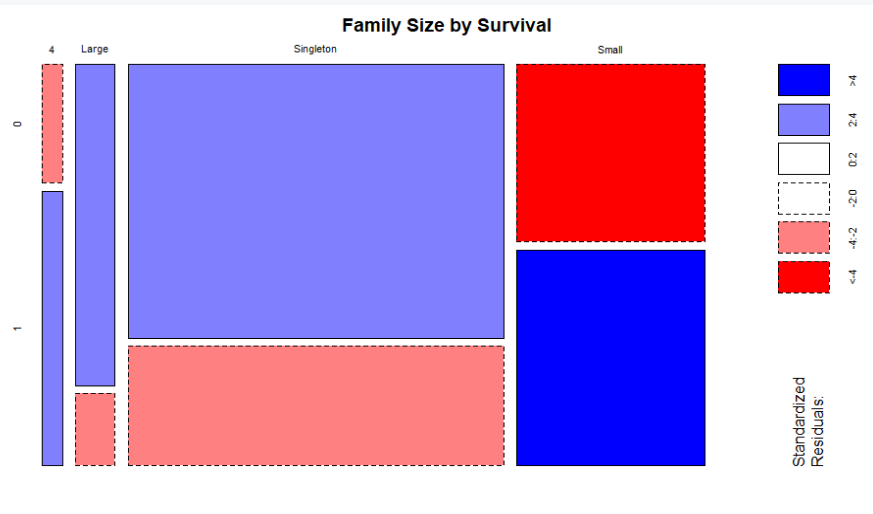 Family Size by Survival
4
Large
Singleton
Small
0
1
>4
2:4
0:2
-2:0
-4:-2
<-4
Standardized
Residuals: